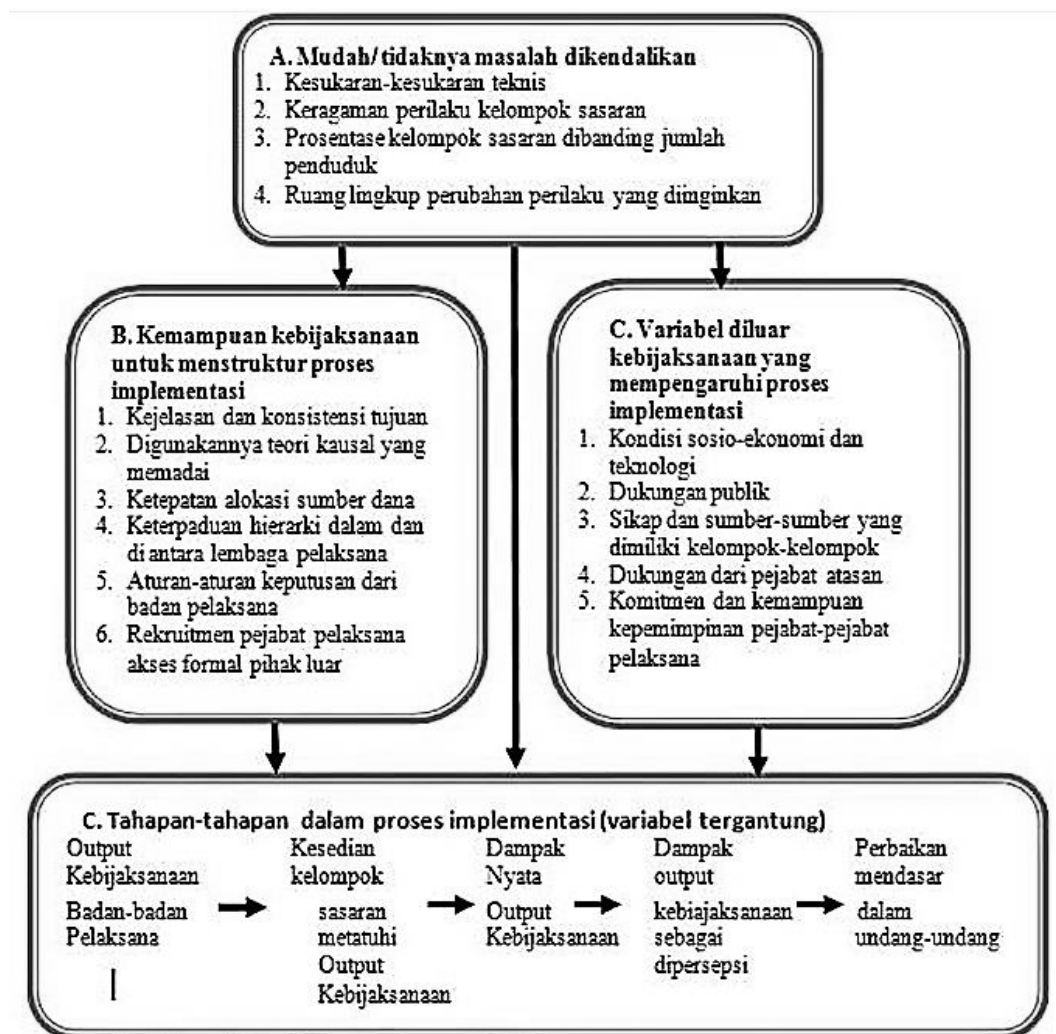 A. Mudah/ tidaknya masalah dikendalikan
1. Kesukaran-kesukaran teknis
2. Keragaman perilaku kelompok sasaran
3. Prosentase kelompok sasaran dibanding jumlah
penduduk
4. Ruang lingkup perubahan perilaku yang diinginkan
B. Kemampuan kebijaksanaan
untuk menstruktur proses
implementasi
1. Kejelasan dan konsistensi tujuan
2. Digunakannya teori kausal yang
memadai
3. Ketepatan alokasi sumber dana
4. Keterpaduan hierarki dalam dan
di antara lembaga pelaksana
5. Aturan-aturan keputusan dari
badan pelaksana
6. Rekruitmen pejabat pelaksana
akses formal pihak luar
C. Variabel diluar
kebijaksanaan yang
mempengaruhi proses
implementasi
1. Kondisi sosio-ekonomi dan
teknologi
2. Dukungan publik
3. Sikap dan sumber-sumber yang
dimiliki kelompok-kelompok
4. Dukungan dari pejabat atasan
5. Komitmen dan kemampuan
kepemimpinan pejabat-pejabat
pelaksana
C. Tahapan-tahapan dalam proses implementasi (variabel tergantung)
Output
Kebijaksanaan
Badan-badan
Pelaksana
Kesedian
kelompok
sasaran
metatuhi
Output
Kebijaksanaan
Dampak
Nyata
Output
Kebijaksanaan
Dampak
output
kebiajaksanaan
sebagai
dipersepsi
Perbaikan
mendasar
dalam
undang-undang